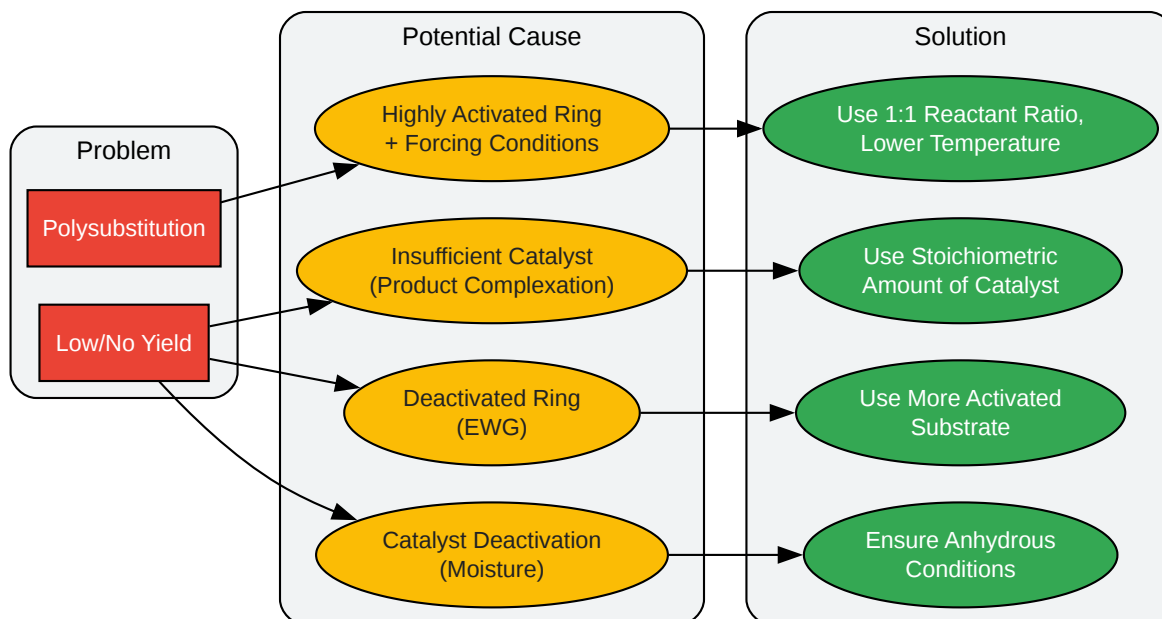 Problem
Polysubstitution
Low/No Yield
Potential Cause
Highly Activated Ring
+ Forcing Conditions
Insufficient Catalyst
(Product Complexation)
Deactivated Ring
(EWG)
Catalyst Deactivation
(Moisture)
Solution
Use 1:1 Reactant Ratio,
Lower Temperature
Use Stoichiometric
Amount of Catalyst
Use More Activated
Substrate
Ensure Anhydrous
Conditions